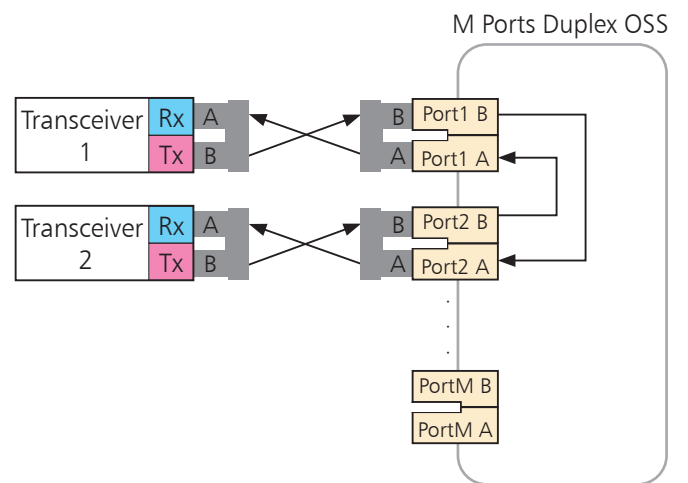 M Ports Duplex OSS
Transceiver
1
Rx
Tx
A
B
B
A
Port1 B
Port1 A
Transceiver
2
Rx
Tx
A
B
B
A
Port2 B
Port2 A
.
.
.
PortM B
PortM A